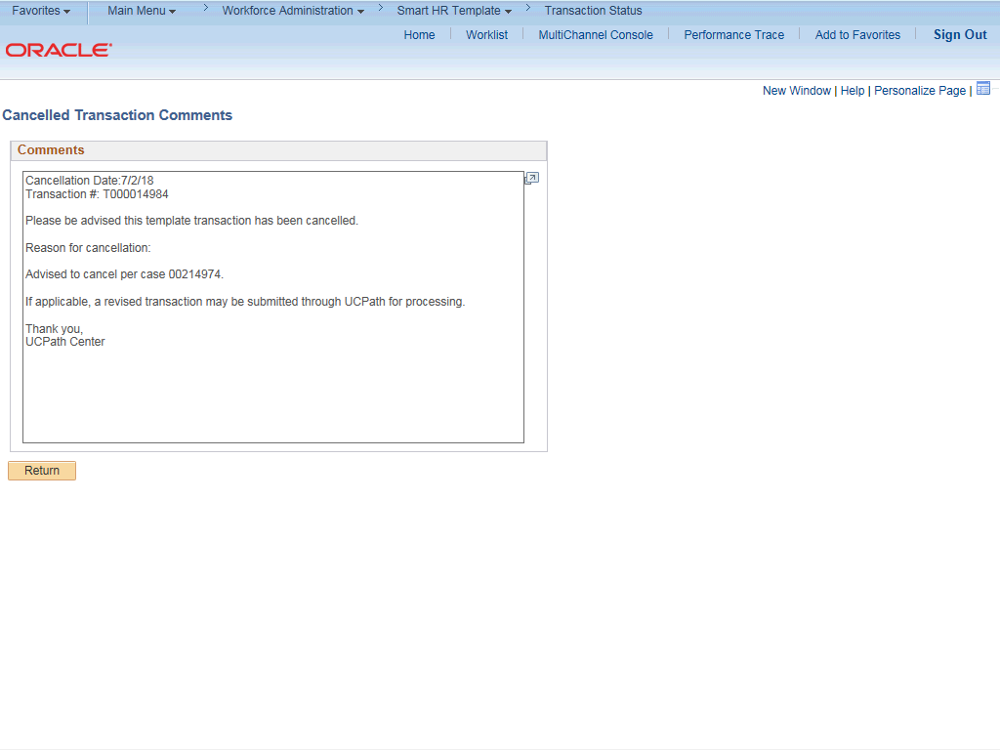 Favorites Main Menu > Workforce Administration > Smart HR Template > Transaction Status
Home Worklist MultiChannel Console Performance Trace Add to Favorites Sign Out
ORACLE
New Window | Help | Personalize Page |
Cancelled Transaction Comments
Comments
Cancellation Date:7/2/18
Transaction #: T000014984
Please be advised this template transaction has been cancelled.
Reason for cancellation:
Advised to cancel per case 00214974.
If applicable, a revised transaction may be submitted through UCPath for processing.
Thank you,
UCPath Center
Return